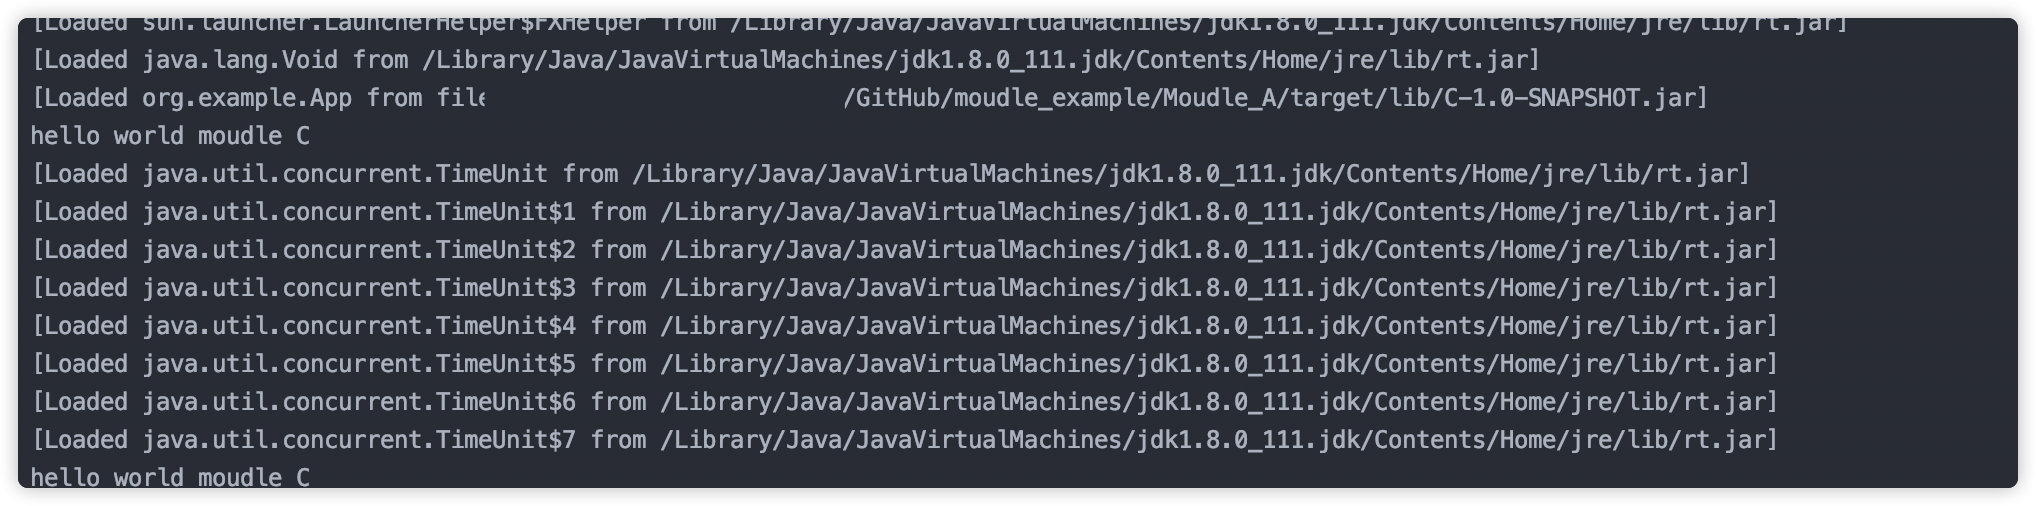 [Loaded sun.launcher.LauncherHelper$FXHelper from /Library/Java/JavaVirtualMachines/jdk1.8.0_111.jdk/Contents/Home/jre/lib/rt.jar]
[Loaded java.lang.Void from /Library/Java/JavaVirtualMachines/jdk1.8.0_111.jdk/Contents/Home/jre/lib/rt.jar]
[Loaded org.example.App from file /GitHub/moudle_example/Moudle_A/target/lib/C-1.0-SNAPSHOT.jar]
hello world moudle C
[Loaded java.util.concurrent.TimeUnit from /Library/Java/JavaVirtualMachines/jdk1.8.0_111.jdk/Contents/Home/jre/lib/rt.jar]
[Loaded java.util.concurrent.TimeUnit$1 from /Library/Java/JavaVirtualMachines/jdk1.8.0_111.jdk/Contents/Home/jre/lib/rt.jar]
[Loaded java.util.concurrent.TimeUnit$2 from /Library/Java/JavaVirtualMachines/jdk1.8.0_111.jdk/Contents/Home/jre/lib/rt.jar]
[Loaded java.util.concurrent.TimeUnit$3 from /Library/Java/JavaVirtualMachines/jdk1.8.0_111.jdk/Contents/Home/jre/lib/rt.jar]
[Loaded java.util.concurrent.TimeUnit$4 from /Library/Java/JavaVirtualMachines/jdk1.8.0_111.jdk/Contents/Home/jre/lib/rt.jar]
[Loaded java.util.concurrent.TimeUnit$5 from /Library/Java/JavaVirtualMachines/jdk1.8.0_111.jdk/Contents/Home/jre/lib/rt.jar]
[Loaded java.util.concurrent.TimeUnit$6 from /Library/Java/JavaVirtualMachines/jdk1.8.0_111.jdk/Contents/Home/jre/lib/rt.jar]
[Loaded java.util.concurrent.TimeUnit$7 from /Library/Java/JavaVirtualMachines/jdk1.8.0_111.jdk/Contents/Home/jre/lib/rt.jar]
hello world moudle C